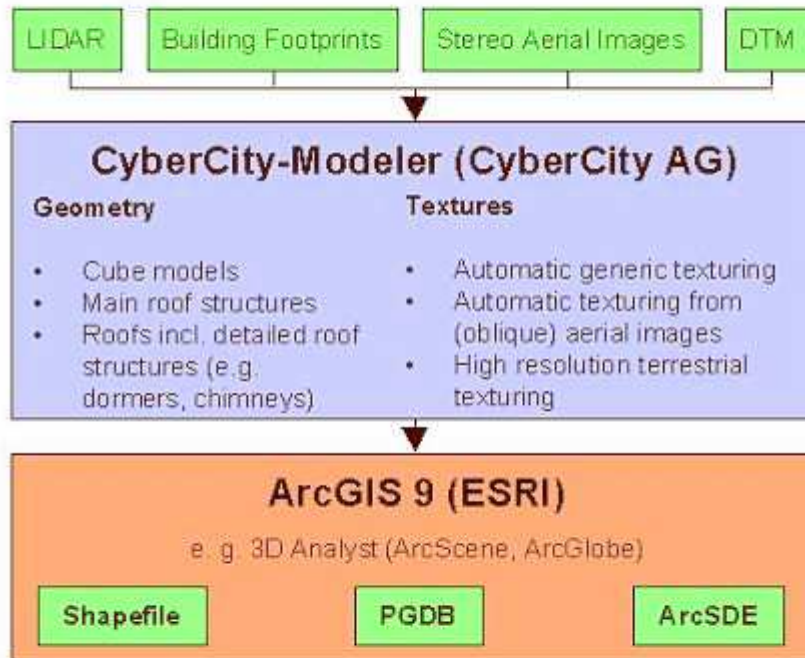 LIDAR
Building Footprints
Stereo Aerial Images
DTM
CyberCity-Modeler (CyberCity AG)
Geometry
• Cube models
• Main roof structures
• Roofs incl. detailed roof
structures (e.g.
dormers, chimneys)
Textures
• Automatic generic texturing
• Automatic texturing from
(oblique) aerial images
• High resolution terrestrial
texturing
ArcGIS 9 (ESRI)
e. g. 3D Analyst (ArcScene, ArcGlobe)
Shapefile
PGDB
ArcSDE